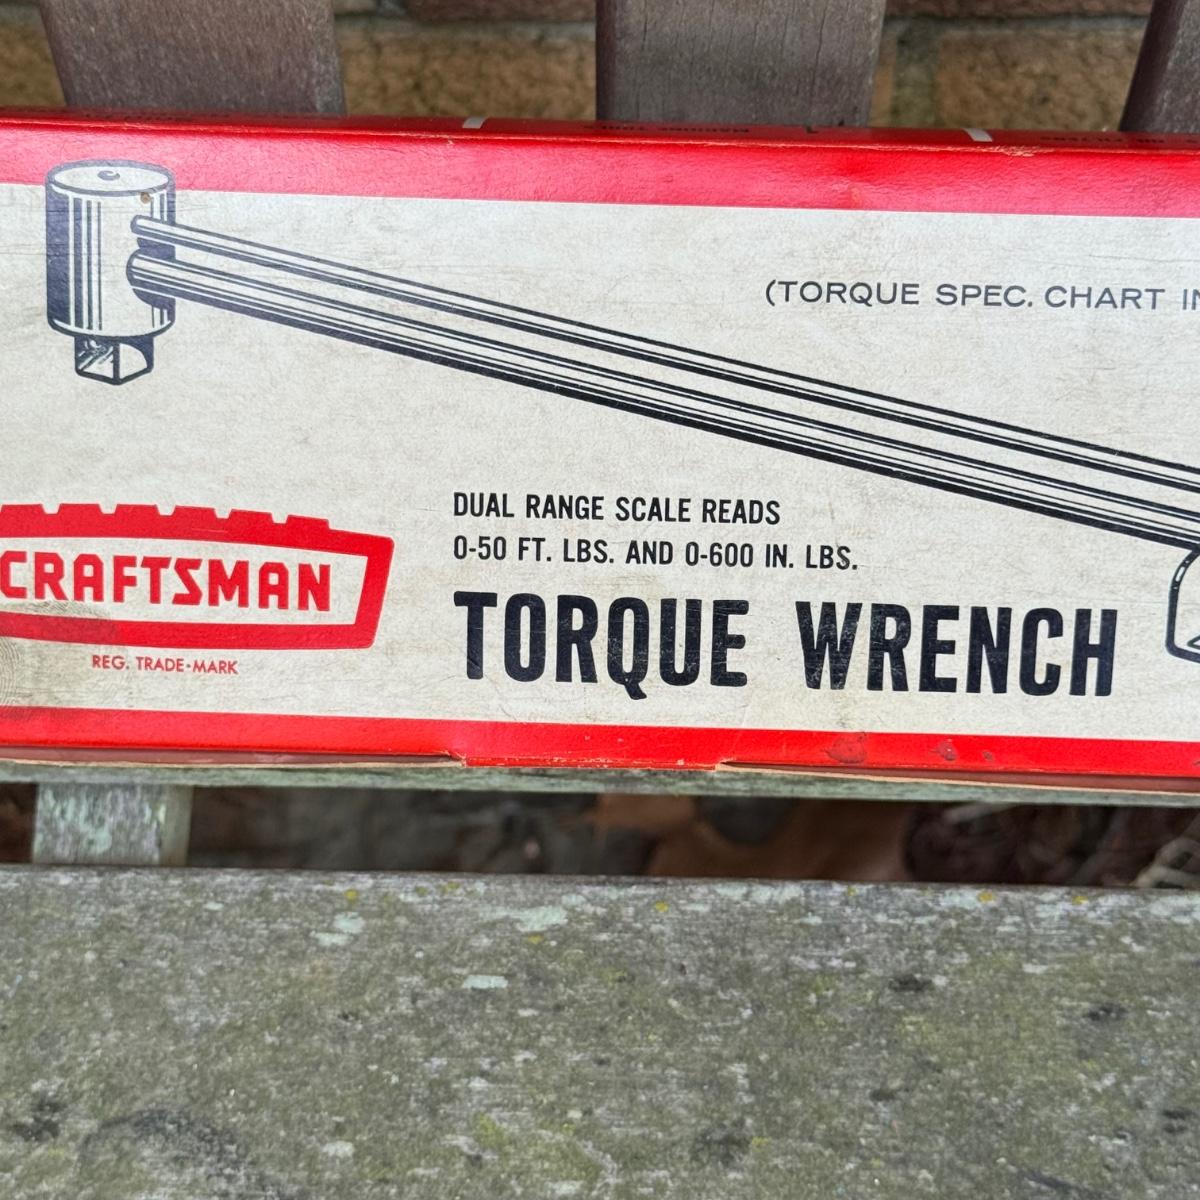 (TORQUE SPEC. CHART
DUAL RANGE SCALE READS
0-50 FT. LBS. AND 0-600 IN. LBS.
TORQUE WRENCH
CRAFTSMAN
REG. TRADE-MARK